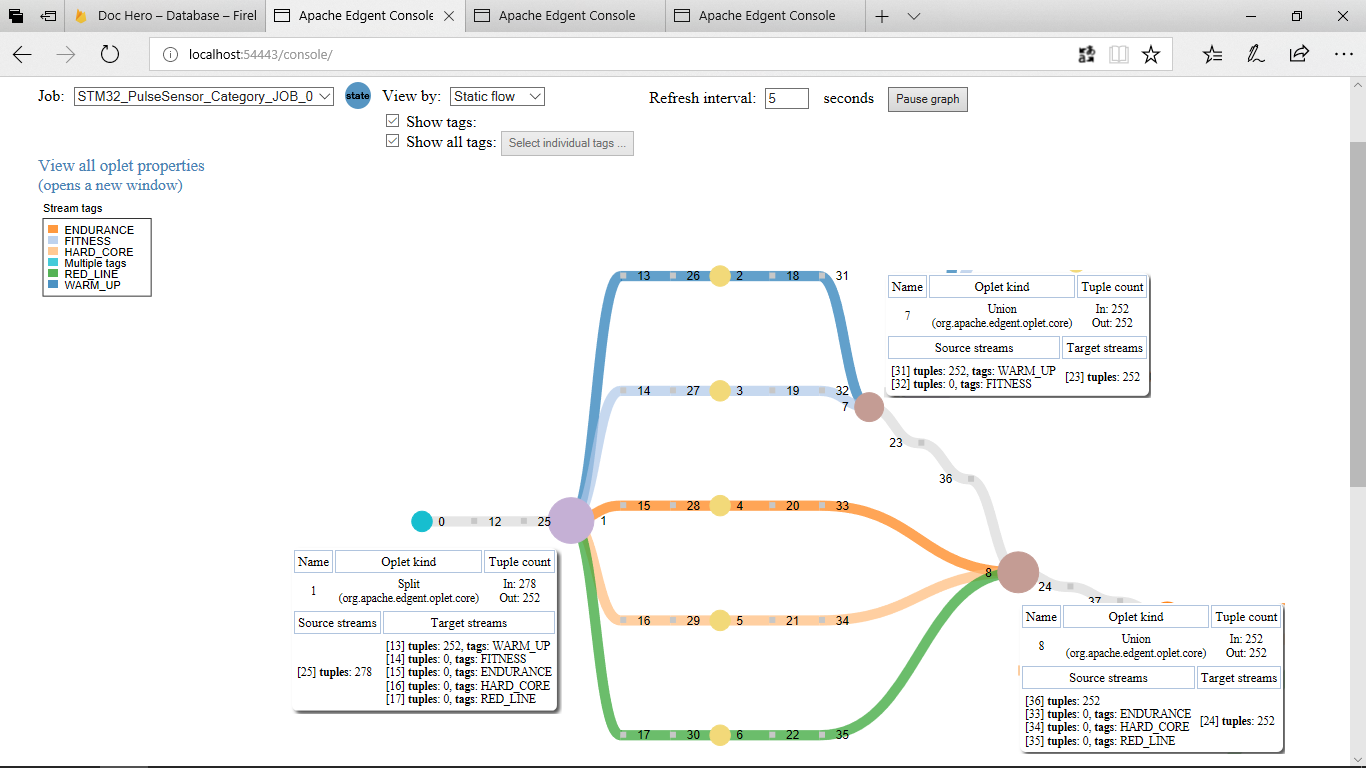 Doc Hero – Database – Firel
Apache Edgent Console
Apache Edgent Console
Apache Edgent Console
localhost:54443/console/
Job: STM32_PulseSensor_Category_JOB_0 state View by: Static flow Refresh interval: 5 seconds Pause graph
Show tags:
Show all tags: Select individual tags ...
View all oplet properties
(opens a new window)
Stream tags
ENDURANCE
FITNESS
HARD_CORE
Multiple tags
RED_LINE
WARM_UP
13 26 2 18 31
Name Oplet kind Tuple count
7 Union In: 252
(org.apache.edgent.oplet.core) Out: 252
Source streams Target streams
[31] tuples: 252, tags: WARM_UP [23] tuples: 252
[32] tuples: 0, tags: FITNESS
14 27 3 19 32
7
23
36
15 28 4 20 33
0 12 25 1
Name Oplet kind Tuple count
1 Split In: 278
(org.apache.edgent.oplet.core) Out: 252
Source streams Target streams
[13] tuples: 252, tags: WARM_UP
[14] tuples: 0, tags: FITNESS
[25] tuples: 278 [15] tuples: 0, tags: ENDURANCE
[16] tuples: 0, tags: HARD_CORE
[17] tuples: 0, tags: RED_LINE
8 24 37
16 29 5 21 34
Name Oplet kind Tuple count
8 Union In: 252
(org.apache.edgent.oplet.core) Out: 252
Source streams Target streams
[36] tuples: 252
[33] tuples: 0, tags: ENDURANCE [24] tuples: 252
[34] tuples: 0, tags: HARD_CORE
[35] tuples: 0, tags: RED_LINE
17 30 6 22 35